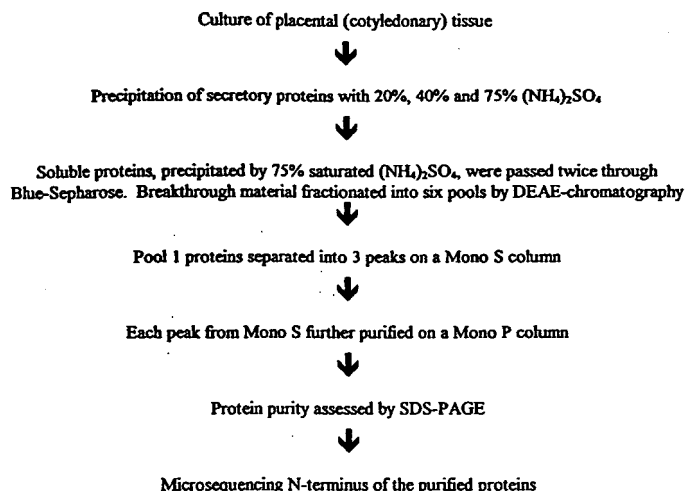 Culture of placental (cotyledonary) tissue
Precipitation of secretory proteins with 20%, 40% and 75% (NH₄)₂SO₄
Soluble proteins, precipitated by 75% saturated (NH₄)₂SO₄, were passed twice through
Blue-Sepharose. Breakthrough material fractionated into six pools by DEAE-chromatography
Pool 1 proteins separated into 3 peaks on a Mono S column
Each peak from Mono S further purified on a Mono P column
Protein purity assessed by SDS-PAGE
Microsequencing N-terminus of the purified proteins